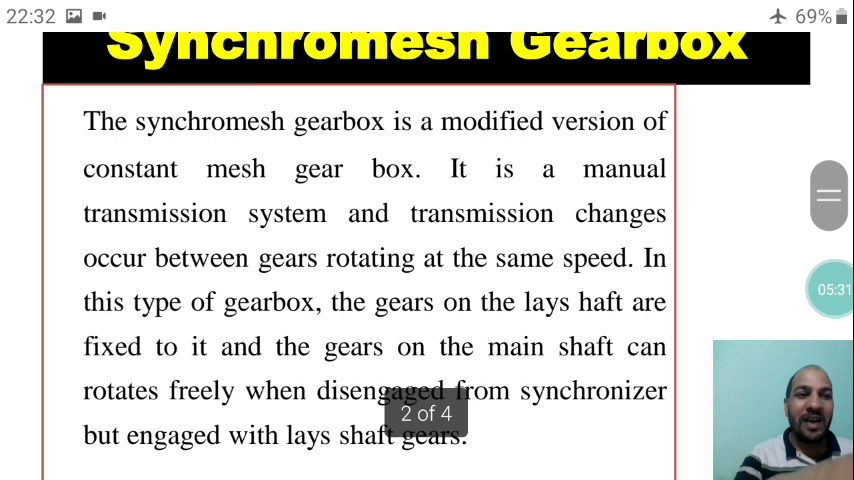 22:32
69%
Synchromesh Gearbox
The synchromesh gearbox is a modified version of
constant mesh gear box. It is a manual
transmission system and transmission changes
occur between gears rotating at the same speed. In
this type of gearbox, the gears on the lays haft are
fixed to it and the gears on the main shaft can
rotates freely when disengaged from synchronizer
but engaged with lays shaft gears.
2 of 4
05:31